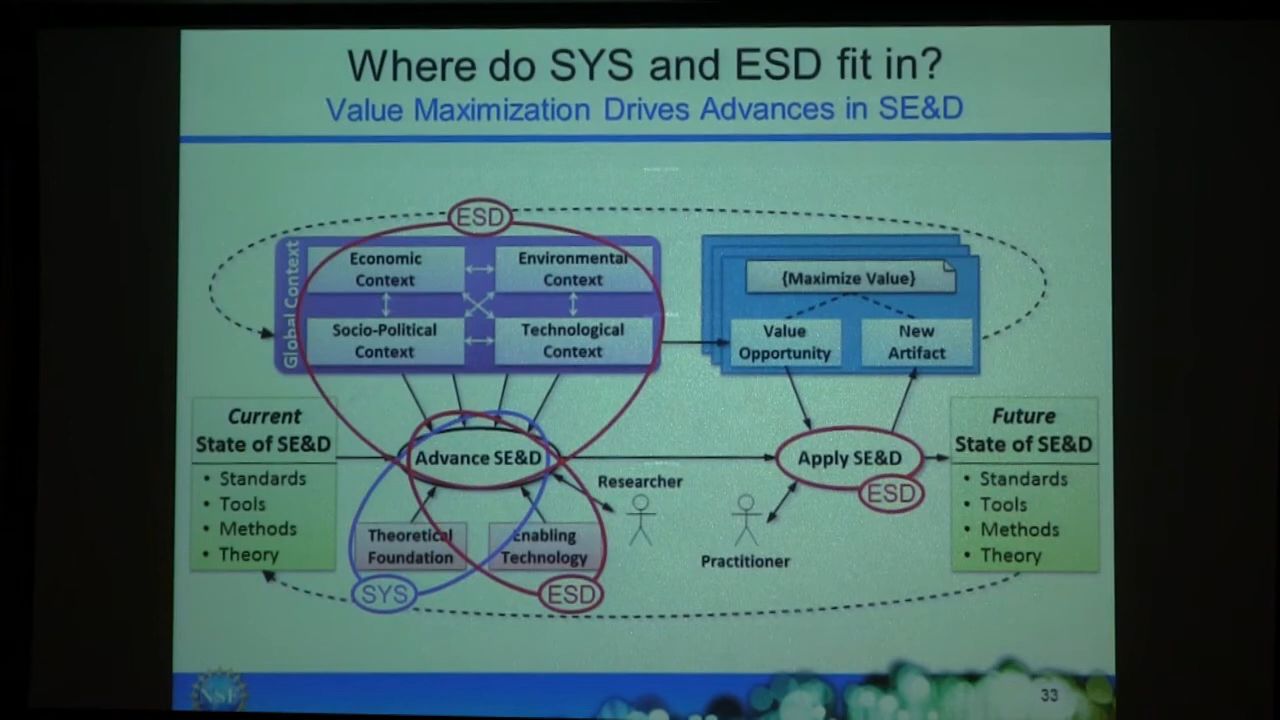 Where do SYS and ESD fit in?
Value Maximization Drives Advances in SE&D
ESD
Global Context
Economic
Context
Environmental
Context
Socio-Political
Context
Technological
Context
{Maximize Value}
Value
Opportunity
New
Artifact
Current
State of SE&D
• Standards
• Tools
• Methods
• Theory
Advance SE&D
Researcher
Theoretical
Foundation
Enabling
Technology
SYS
ESD
Practitioner
Apply SE&D
ESD
Future
State of SE&D
• Standards
• Tools
• Methods
• Theory
NSF
33